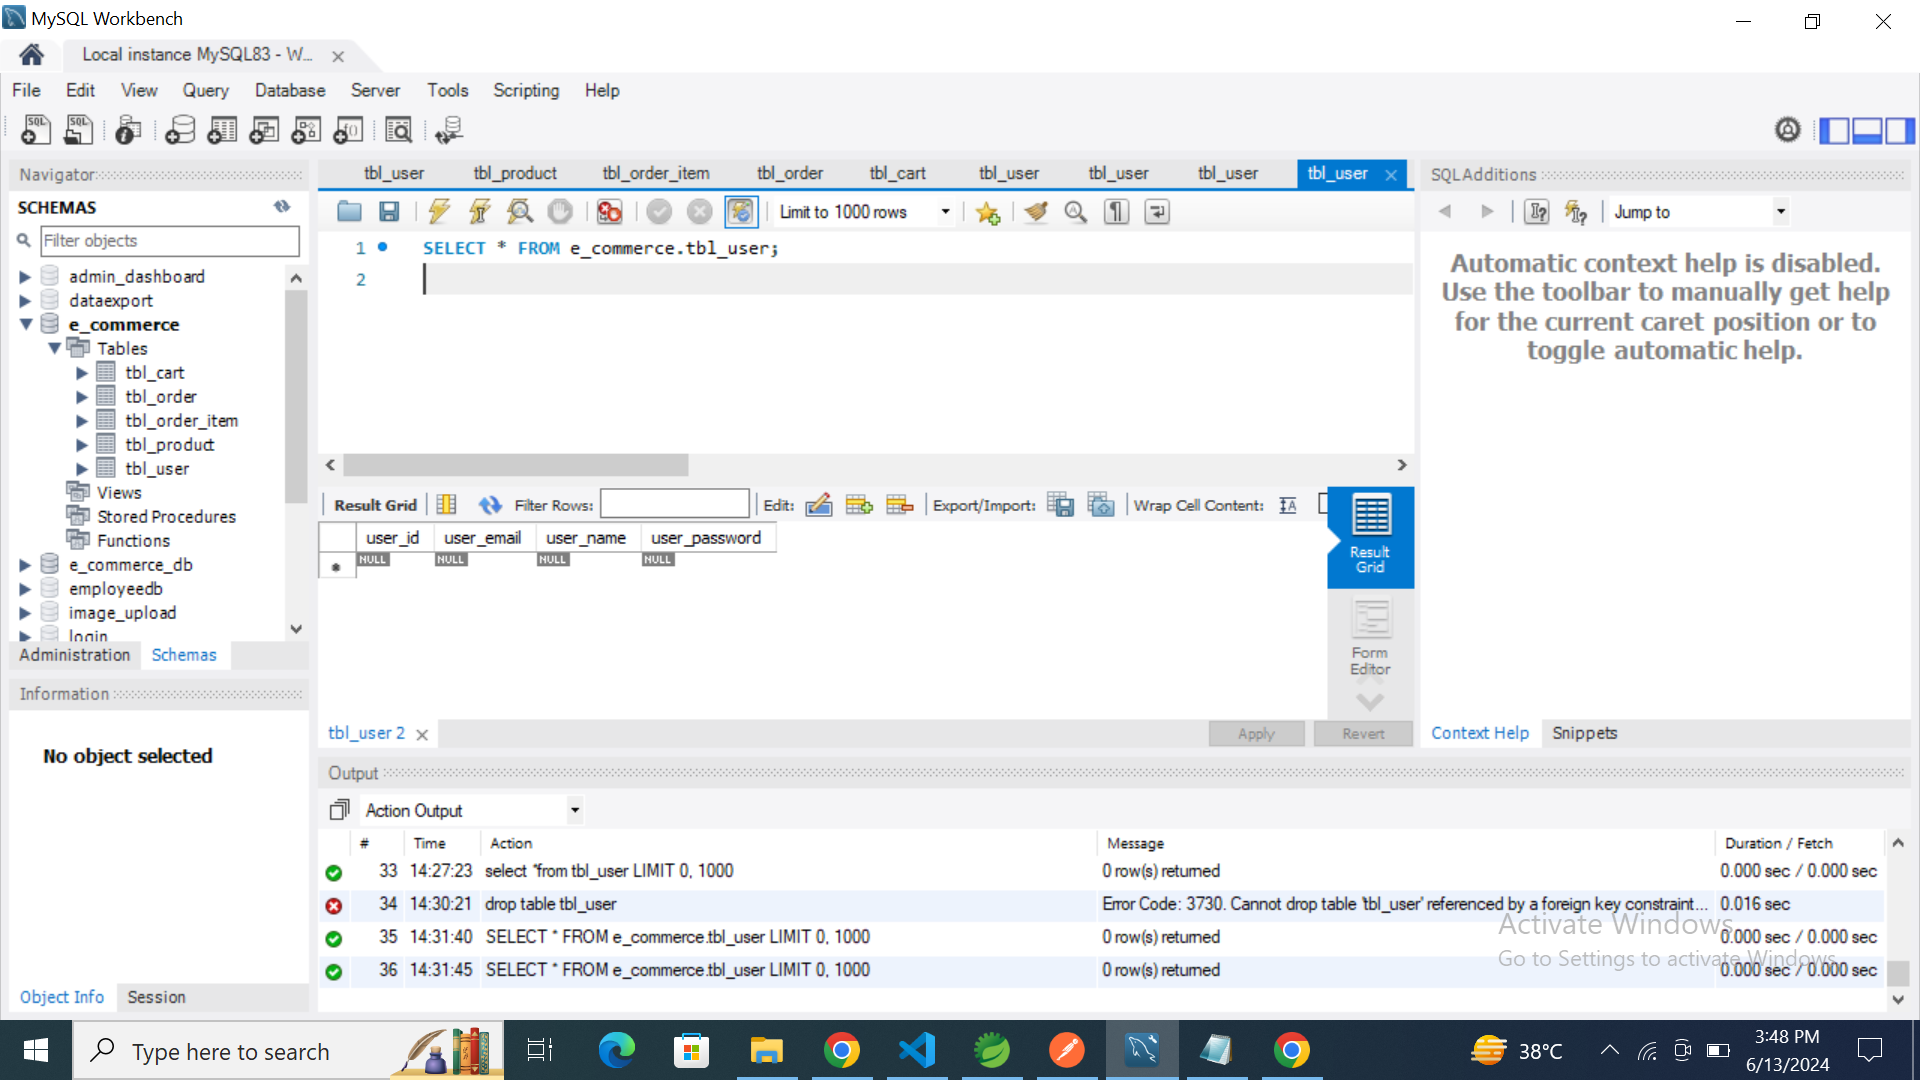 MySQL Workbench
Local instance MySQL83 - W...
File Edit View Query Database Server Tools Scripting Help
Navigator
SCHEMAS
Filter objects
admin_dashboard
dataexport
e_commerce
Tables
tbl_cart
tbl_order
tbl_order_item
tbl_product
tbl_user
Views
Stored Procedures
Functions
e_commerce_db
employeedb
image_upload
login
Administration Schemas
Information
No object selected
Object Info Session
tbl_user tbl_product tbl_order_item tbl_order tbl_cart tbl_user tbl_user tbl_user tbl_user
Limit to 1000 rows
1 SELECT * FROM e_commerce.tbl_user;
2
Result Grid Filter Rows: Edit: Export/Import: Wrap Cell Content:
user_id user_email user_name user_password
NULL NULL NULL NULL
Result
Grid
Form
Editor
tbl_user 2
Apply Revert
SQLAdditions
Jump to
Automatic context help is disabled.
Use the toolbar to manually get help
for the current caret position or to
toggle automatic help.
Context Help Snippets
Output
Action Output
# Time Action Message Duration / Fetch
33 14:27:23 select *from tbl_user LIMIT 0, 1000 0 row(s) returned 0.000 sec / 0.000 sec
34 14:30:21 drop table tbl_user Error Code: 3730. Cannot drop table 'tbl_user' referenced by a foreign key constraint... 0.016 sec
35 14:31:40 SELECT * FROM e_commerce.tbl_user LIMIT 0, 1000 0 row(s) returned 0.000 sec / 0.000 sec
36 14:31:45 SELECT * FROM e_commerce.tbl_user LIMIT 0, 1000 0 row(s) returned 0.000 sec / 0.000 sec
Activate Windows
Go to Settings to activate Windows.
Type here to search
38°C
3:48 PM
6/13/2024